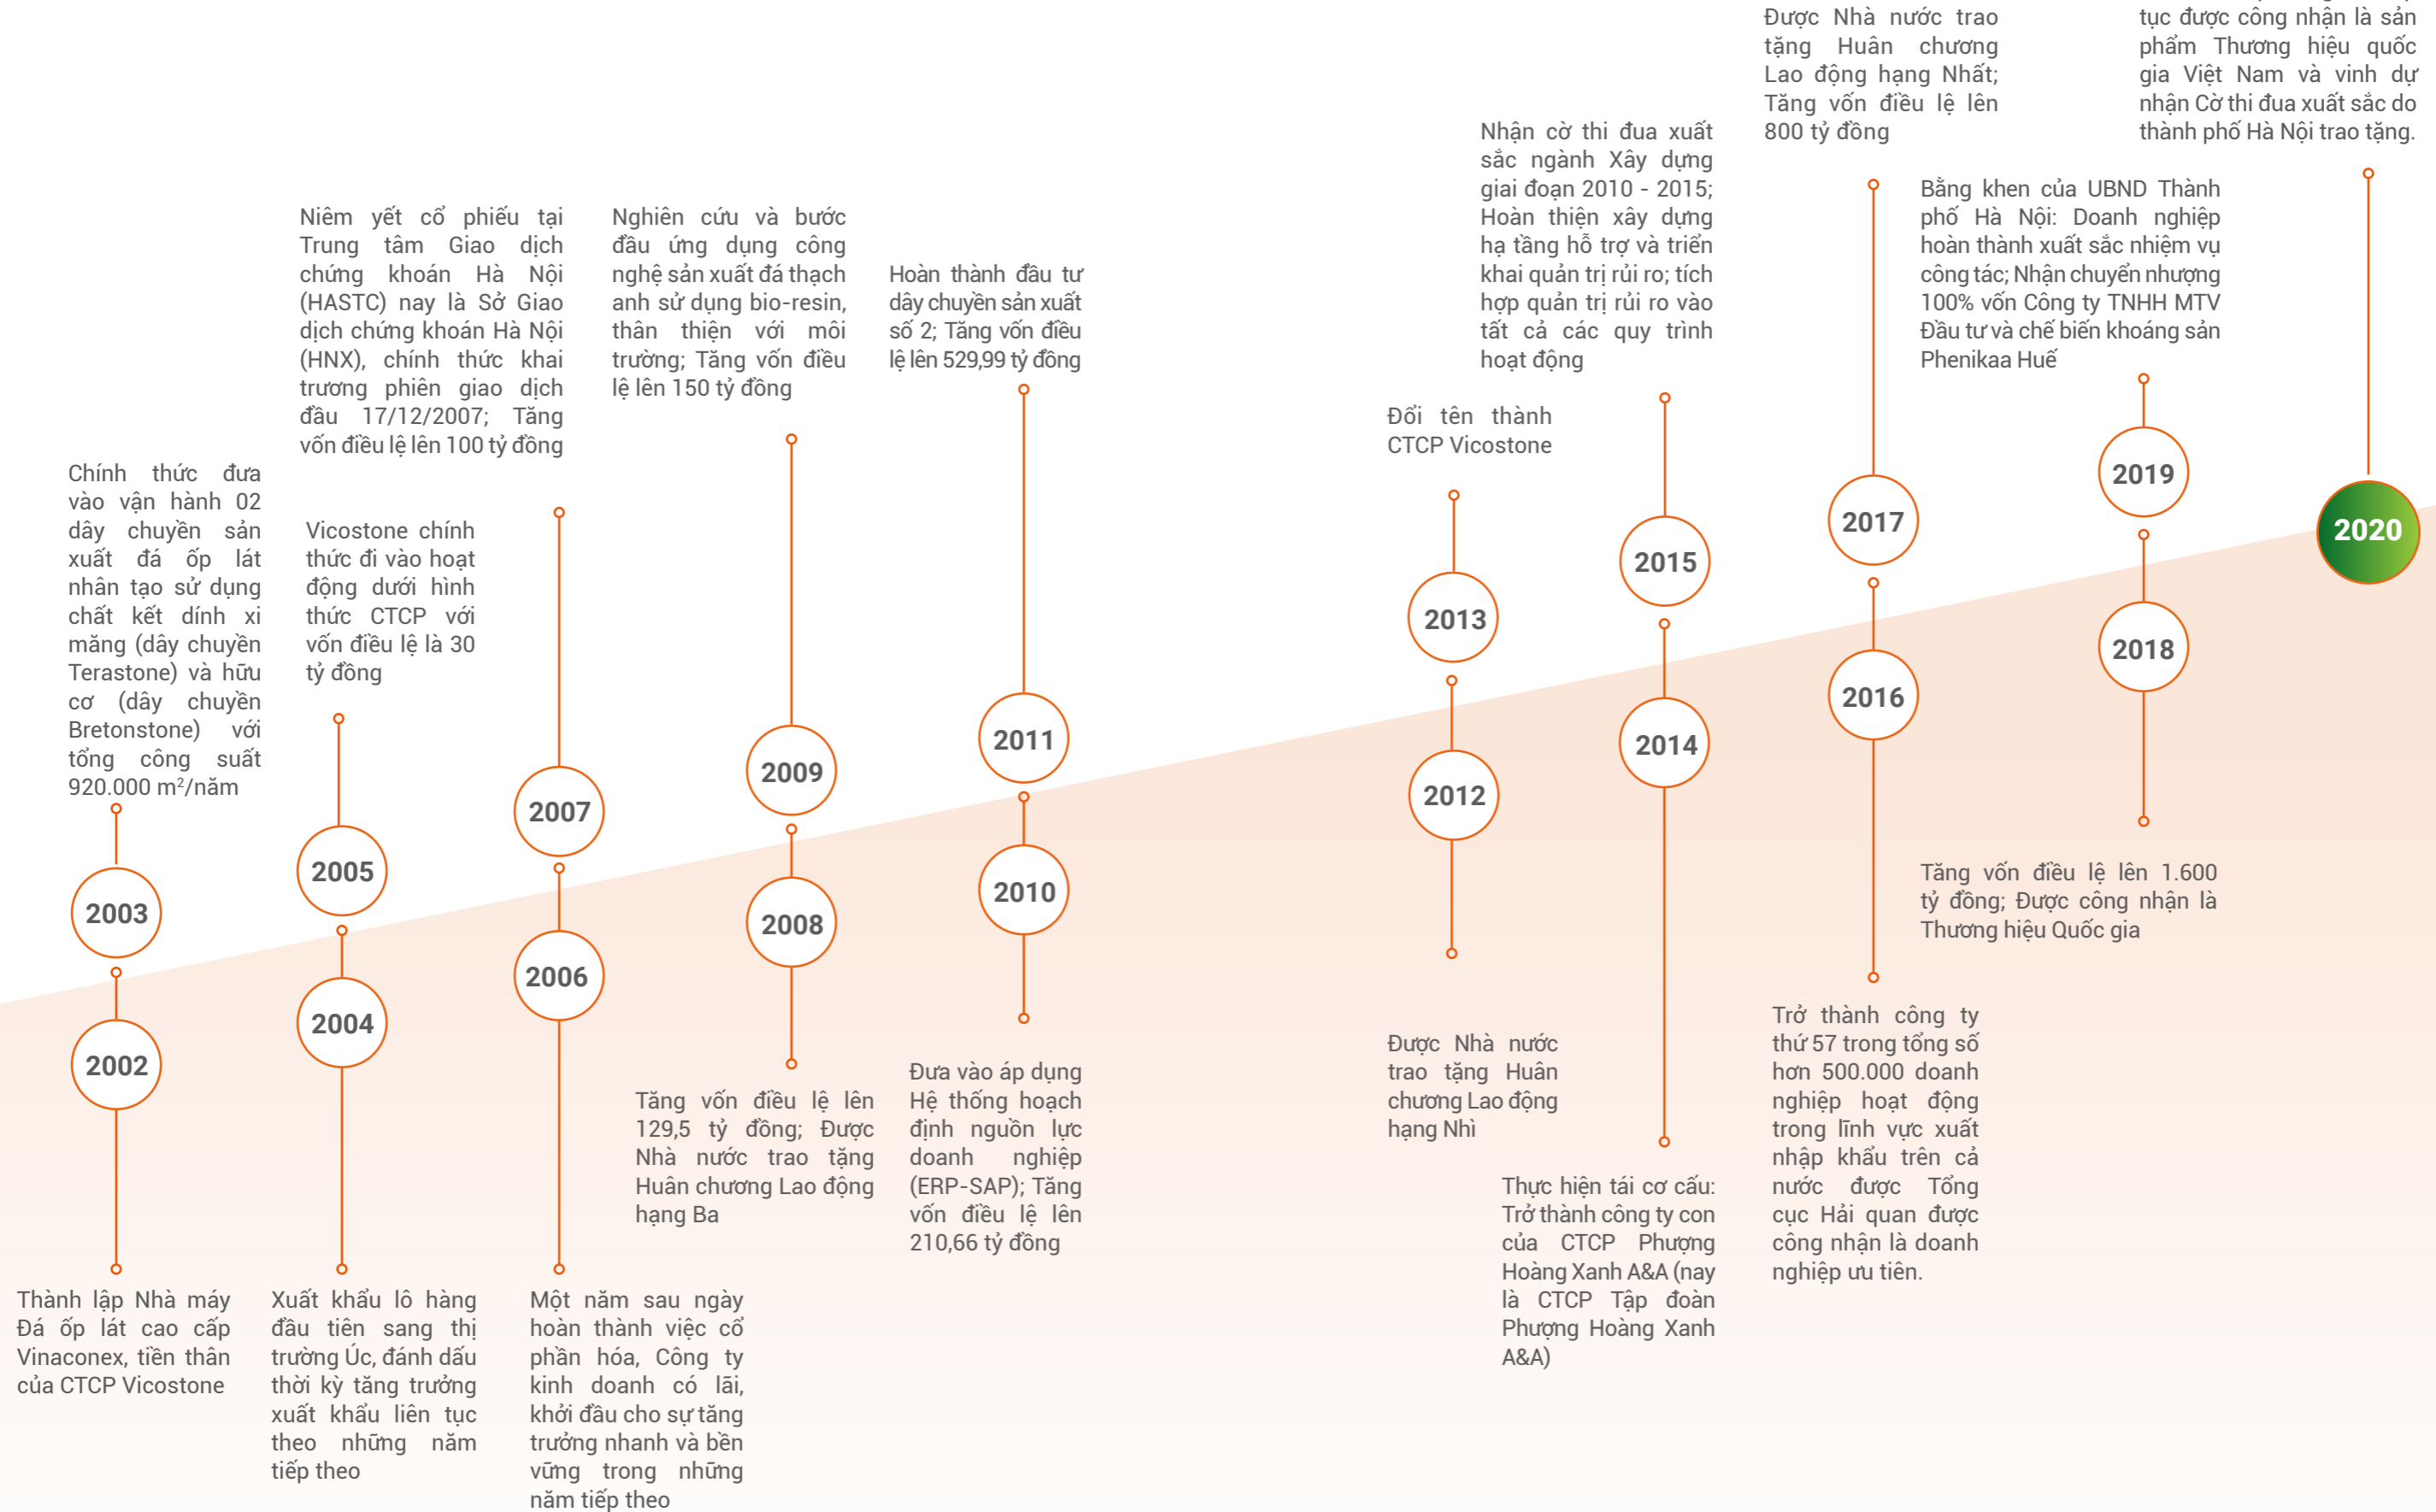 Thành lập Nhà máy
Đá ốp lát cao cấp
Vinaconex, tiền thân
của CTCP Vicostone
2002
Chính thức đưa
vào vận hành 02
dây chuyền sản
xuất đá ốp lát
nhân tạo sử dụng
chất kết dính xi
măng (dây chuyền
Terastone) và hữu
cơ (dây chuyền
Bretonstone) với
tổng công suất
920.000 m²/năm
2003
2004
Xuất khẩu lô hàng
đầu tiên sang thị
trường Úc, đánh dấu
thời kỳ tăng trưởng
xuất khẩu liên tục
theo những năm
tiếp theo
Vicostone chính
thức đi vào hoạt
động dưới hình
thức CTCP với
vốn điều lệ là 30
tỷ đồng
2005
2006
Một năm sau ngày
hoàn thành việc cổ
phần hóa, Công ty
kinh doanh có lãi,
khởi đầu cho sự tăng
trưởng nhanh và bền
vững trong những
năm tiếp theo
Niêm yết cổ phiếu tại
Trung tâm Giao dịch
chứng khoán Hà Nội
(HASTC) nay là Sở Giao
dịch chứng khoán Hà Nội
(HNX), chính thức khai
trương phiên giao dịch
đầu 17/12/2007; Tăng
vốn điều lệ lên 100 tỷ đồng
2007
2008
Tăng vốn điều lệ lên
129,5 tỷ đồng; Được
Nhà nước trao tặng
Huân chương Lao động
hạng Ba
Nghiên cứu và bước
đầu ứng dụng công
nghệ sản xuất đá thạch
anh sử dụng bio-resin,
thân thiện với môi
trường; Tăng vốn điều
lệ lên 150 tỷ đồng
2009
2010
Đưa vào áp dụng
Hệ thống hoạch
định nguồn lực
doanh nghiệp
(ERP-SAP); Tăng
vốn điều lệ lên
210,66 tỷ đồng
Hoàn thành đầu tư
dây chuyền sản xuất
số 2; Tăng vốn điều
lệ lên 529,99 tỷ đồng
2011
2012
Được Nhà nước
trao tặng Huân
chương Lao động
hạng Nhì
Đổi tên thành
CTCP Vicostone
2013
2014
Thực hiện tái cơ cấu:
Trở thành công ty con
của CTCP Phượng
Hoàng Xanh A&A (nay
là CTCP Tập đoàn
Phượng Hoàng Xanh
A&A)
Nhận cờ thi đua xuất
sắc ngành Xây dựng
giai đoạn 2010 - 2015;
Hoàn thiện xây dựng
hạ tầng hỗ trợ và triển
khai quản trị rủi ro; tích
hợp quản trị rủi ro vào
tất cả các quy trình
hoạt động
2015
2016
Trở thành công ty
thứ 57 trong tổng số
hơn 500.000 doanh
nghiệp hoạt động
trong lĩnh vực xuất
nhập khẩu trên cả
nước được Tổng
cục Hải quan được
công nhận là doanh
nghiệp ưu tiên.
Được Nhà nước trao
tặng Huân chương
Lao động hạng Nhất;
Tăng vốn điều lệ lên
800 tỷ đồng
2017
2018
Tăng vốn điều lệ lên 1.600
tỷ đồng; Được công nhận là
Thương hiệu Quốc gia
Bằng khen của UBND Thành
phố Hà Nội: Doanh nghiệp
hoàn thành xuất sắc nhiệm vụ
công tác; Nhận chuyển nhượng
100% vốn Công ty TNHH MTV
Đầu tư và chế biến khoáng sản
Phenikaa Huế
2019
tục được công nhận là sản
phẩm Thương hiệu quốc
gia Việt Nam và vinh dự
nhận Cờ thi đua xuất sắc do
thành phố Hà Nội trao tặng.
2020